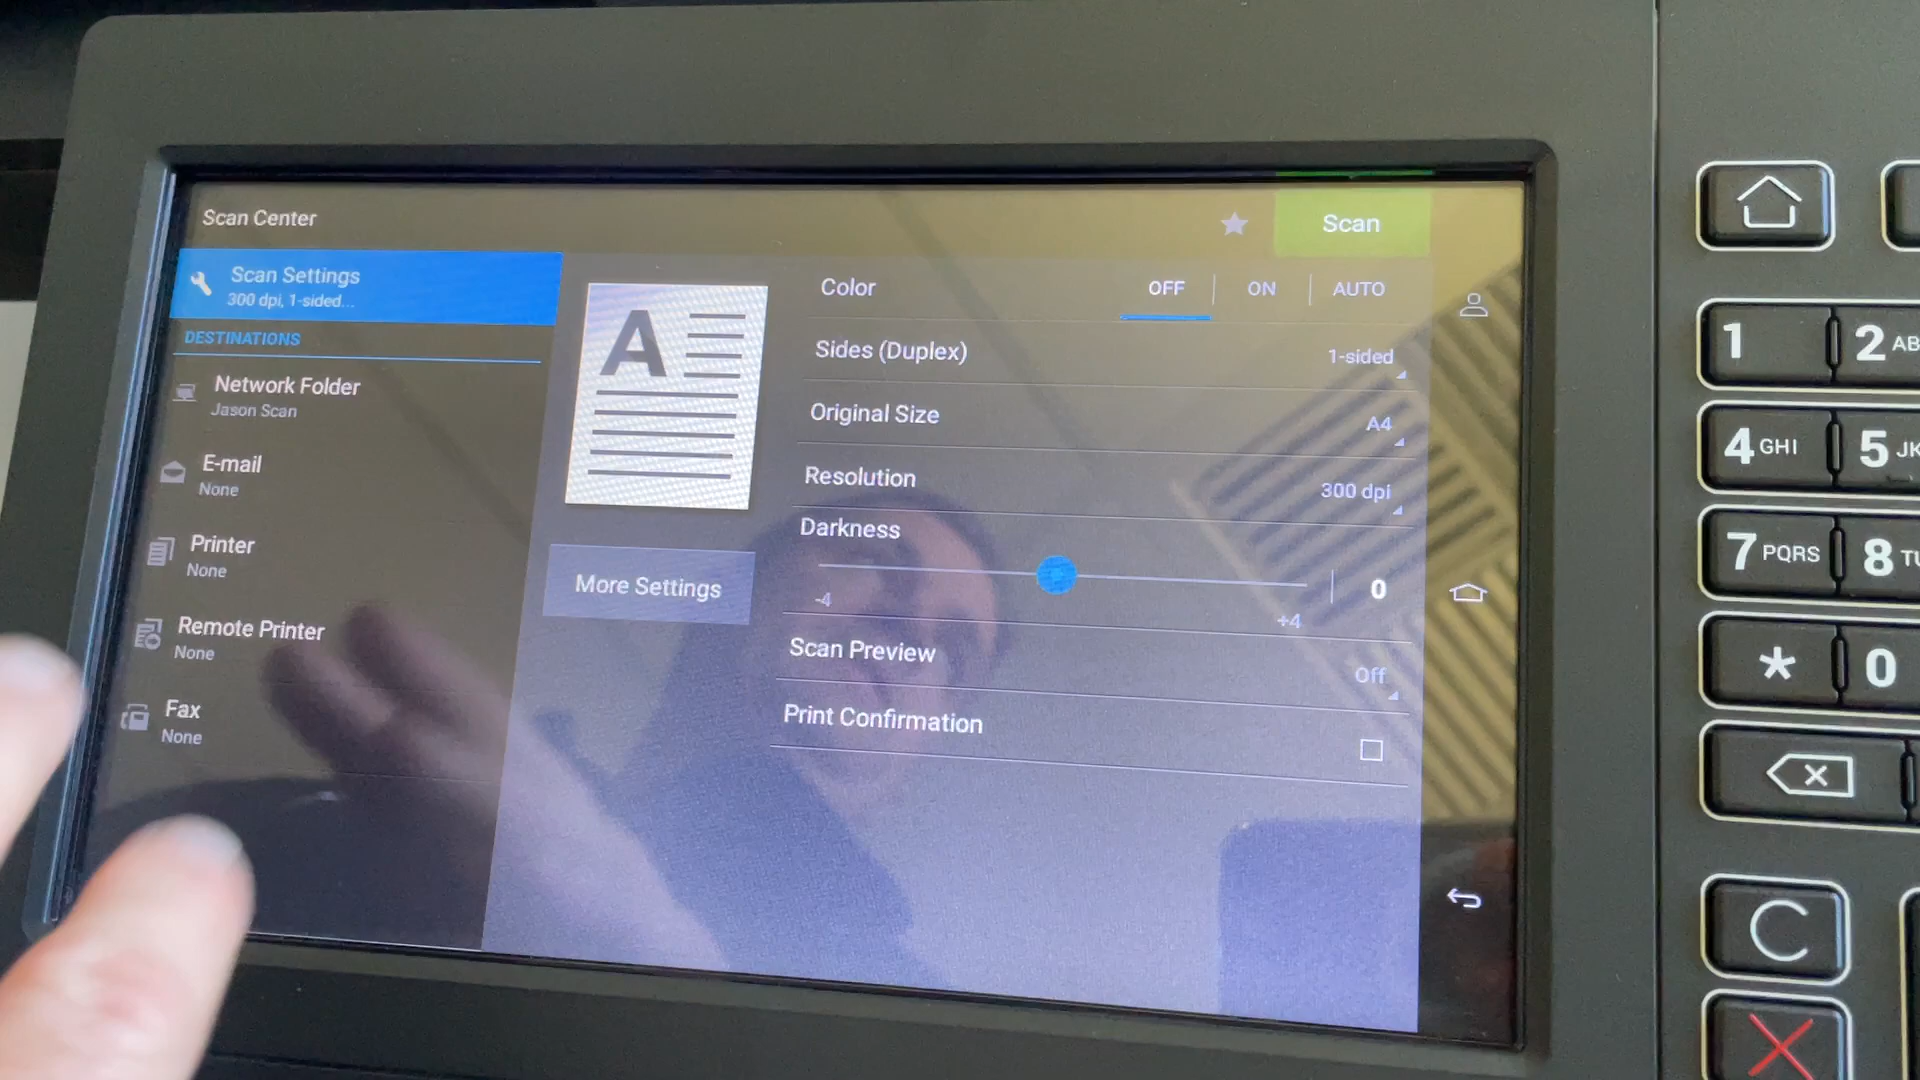 Scan Center
Scan
Scan Settings
300 dpi, 1-sided...
DESTINATIONS
Network Folder
Jason Scan
E-mail
None
Printer
None
Remote Printer
None
Fax
None
A
More Settings
Color
OFF
ON
AUTO
Sides (Duplex)
1-sided
Original Size
A4
Resolution
300 dpi
Darkness
0
-4
+4
Scan Preview
Off
Print Confirmation
1
2 AB
4 GHI
5 JK
7 PQRS
8 TU
*
0
C